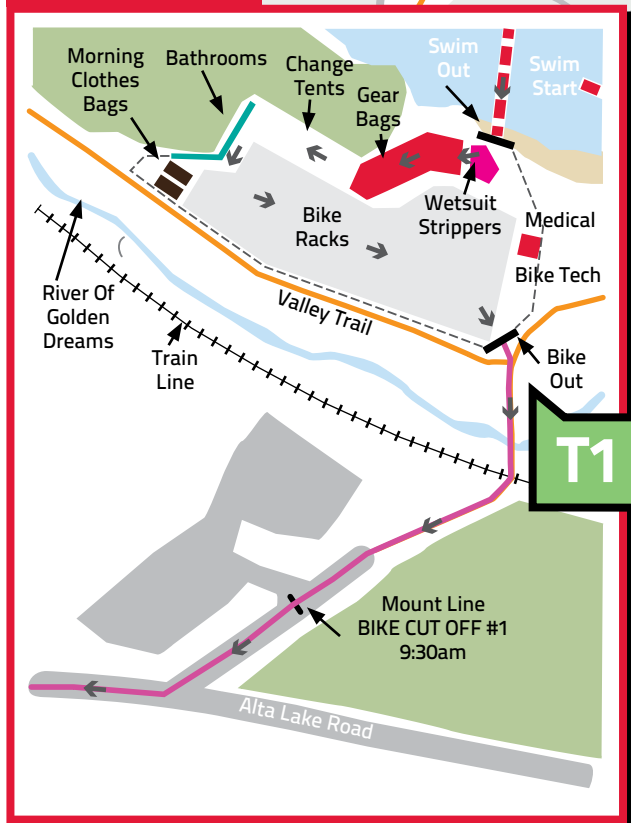 Morning
Clothes
Bags
Bathrooms
Change
Tents
Gear
Bags
Swim
Out
Swim
Start
Wetsuit
Strippers
Bike
Racks
Medical
Bike Tech
Valley Trail
River Of
Golden
Dreams
Train
Line
Bike
Out
T1
Mount Line
BIKE CUT OFF #1
9:30am
Alta Lake Road